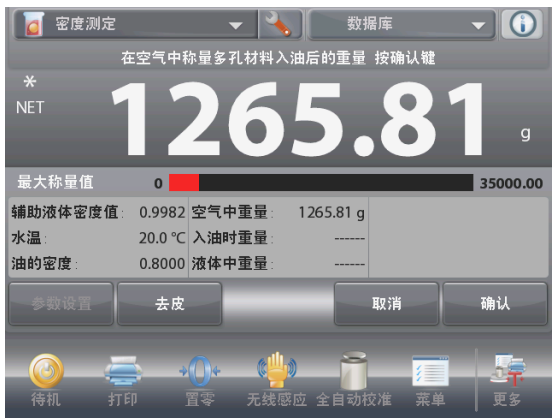 密度测定 数据库
在空气中称量多孔材料入油后的重量 按确认键
*
NET 1265.81 g
最大称量值 0 35000.00
辅助液体密度值: 0.9982 空气中重量: 1265.81 g
水温: 20.0 °C 入油时重量: ------
油的密度: 0.8000 液体中重量: ------
参数设置 去皮 取消 确认
待机 打印 置零 无线感应 全自动校准 菜单 更多